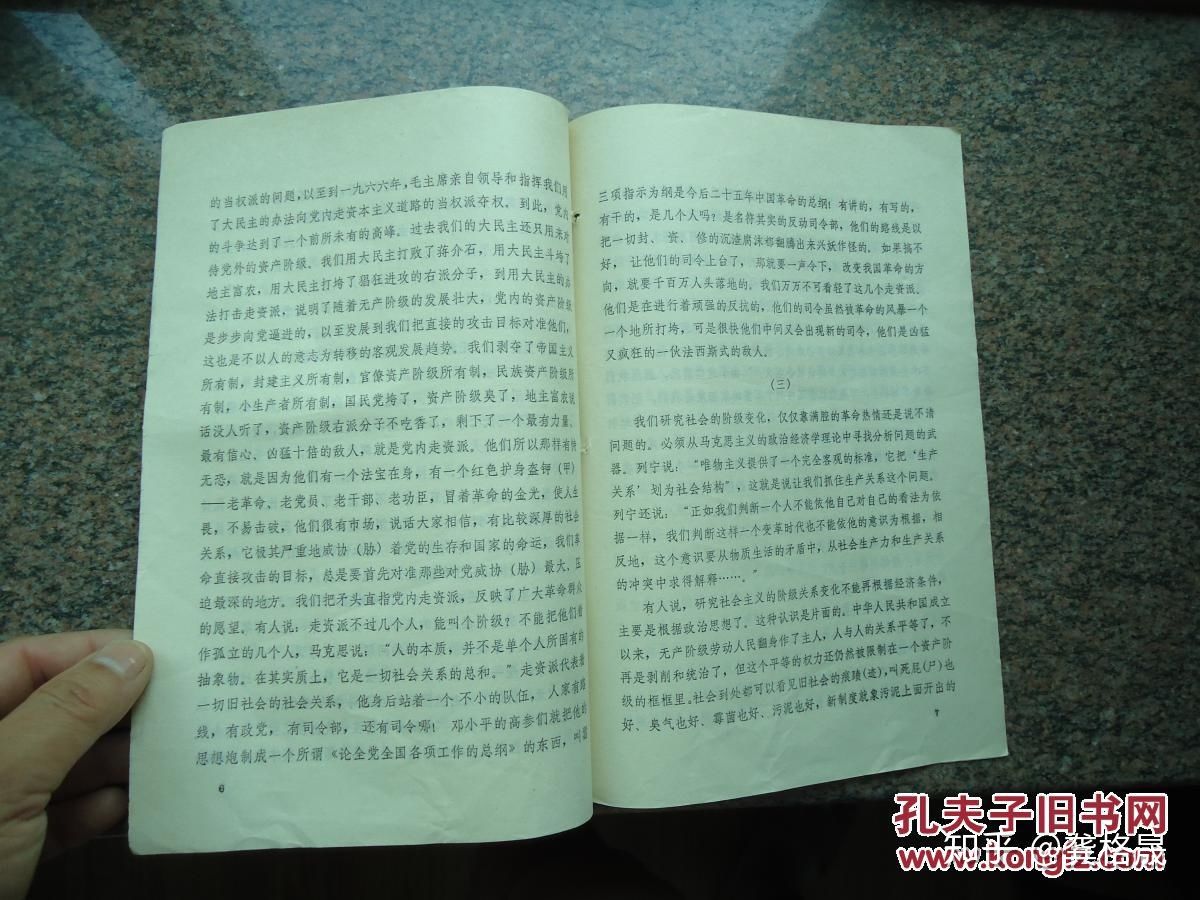 的当权派的问题,以至到一九六六年,毛主席亲自领导和指挥我们用
了大民主的办法向党内走资本主义道路的当权派夺权。到此,党内
的斗争达到了一个前所未有的高峰。过去我们的大民主还只用来对
待党外的资产阶级。我们用大民主打败了蒋介石,用大民主斗垮了
地主富农,用大民主打垮了猖狂进攻的右派分子,到用大民主的办
法打击走资派,说明了随着无产阶级的发展壮大,党内的资产阶级
是步步向党逼进的,以至发展到我们把直接的攻击目标对准他们,
这也是不以人的意志为转移的客观发展趋势。我们剥夺了帝国主义
所有制,封建主义所有制,官僚资产阶级所有制,民族资产阶级所
有制,小生产者所有制,国民党垮了,资产阶级臭了,地主富农说
话没人听了,资产阶级右派分子不吃香了,剩下了一个最有力量、
最有信心、凶猛十倍的敌人,就是党内走资派。他们所以那样有恃
无恐,就是因为他们有一个法宝在身,有一个红色护身盔钾(甲)
——老革命、老党员、老干部、老功臣,冒着革命的金光,使人生
畏,不易击破,他们很有市场,说话大家相信,有比较深厚的社会
关系,它极其严重地威协(胁)着党的生存和国家的命运,我们革
命直接攻击的目标,总是要首先对准那些对党威协(胁)最大、压
迫最深的地方。我们把矛头直指党内走资派,反映了广大革命群众
的愿望。有人说:走资派不过几个人,能叫个阶级?不能把他们看
作孤立的几个人,马克思说:“人的本质,并不是单个人所固有的
抽象物。在其实质上,它是一切社会关系的总和。”走资派代表着
一切旧社会的社会关系,他身后站着一个不小的队伍,人家有路
线,有政党,有司令部,还有司令哪!邓小平的高参们就把他的
思想炮制成一个所谓《论全党全国各项工作的总纲》的东西,叫嚣
6
三项指示为纲是今后二十五年中国革命的总纲!有讲的,有写的,
有干的,是几个人吗?是名符其实的反动司令部,他们的路线是以
把一切封、资、修的沉渣腐沫都翻腾出来兴妖作怪的。如果搞不
好,让他们的司令上台了,那就要一声令下,改变我国革命的方
向,就要千百万人头落地的。我们万万不可看轻了这几个走资派。
他们是在进行着顽强的反抗的,他们的司令虽然被革命的风暴一个
一个地所打垮,可是很快他们中间又会出现新的司令,他们是凶猛
又疯狂的一伙法西斯式的敌人。
(三)
我们研究社会的阶级变化,仅仅靠满腔的革命热情还是说不清
问题的。必须从马克思主义的政治经济学理论中寻找分析问题的武
器。列宁说:“唯物主义提供了一个完全客观的标准,它把‘生产
关系’划为社会结构”,这就是说让我们抓住生产关系这个问题。
列宁还说:“正如我们判断一个人不能依他自己对自己的看法为依
据一样,我们判断这样一个变革时代也不能依他的意识为根据,相
反地,这个意识要从物质生活的矛盾中,从社会生产力和生产关系
的冲突中求得解释……。”
有人说,研究社会主义的阶级关系变化不能再根据经济条件,
主要是根据政治思想了。这种认识是片面的。中华人民共和国成立
以来,无产阶级劳动人民翻身作了主人,人与人的关系平等了,不
再是剥削和统治了,但这个平等的权力还仍然被限制在一个资产阶
级的框框里。社会到处都可以看见旧社会的痕迹(迹),叫死屁(尸)也
好、臭气也好、霉菌也好、污泥也好,新制度就象污泥上面开出的
7
孔夫子旧书网
www.kongfz.com
知乎 @龚格晟